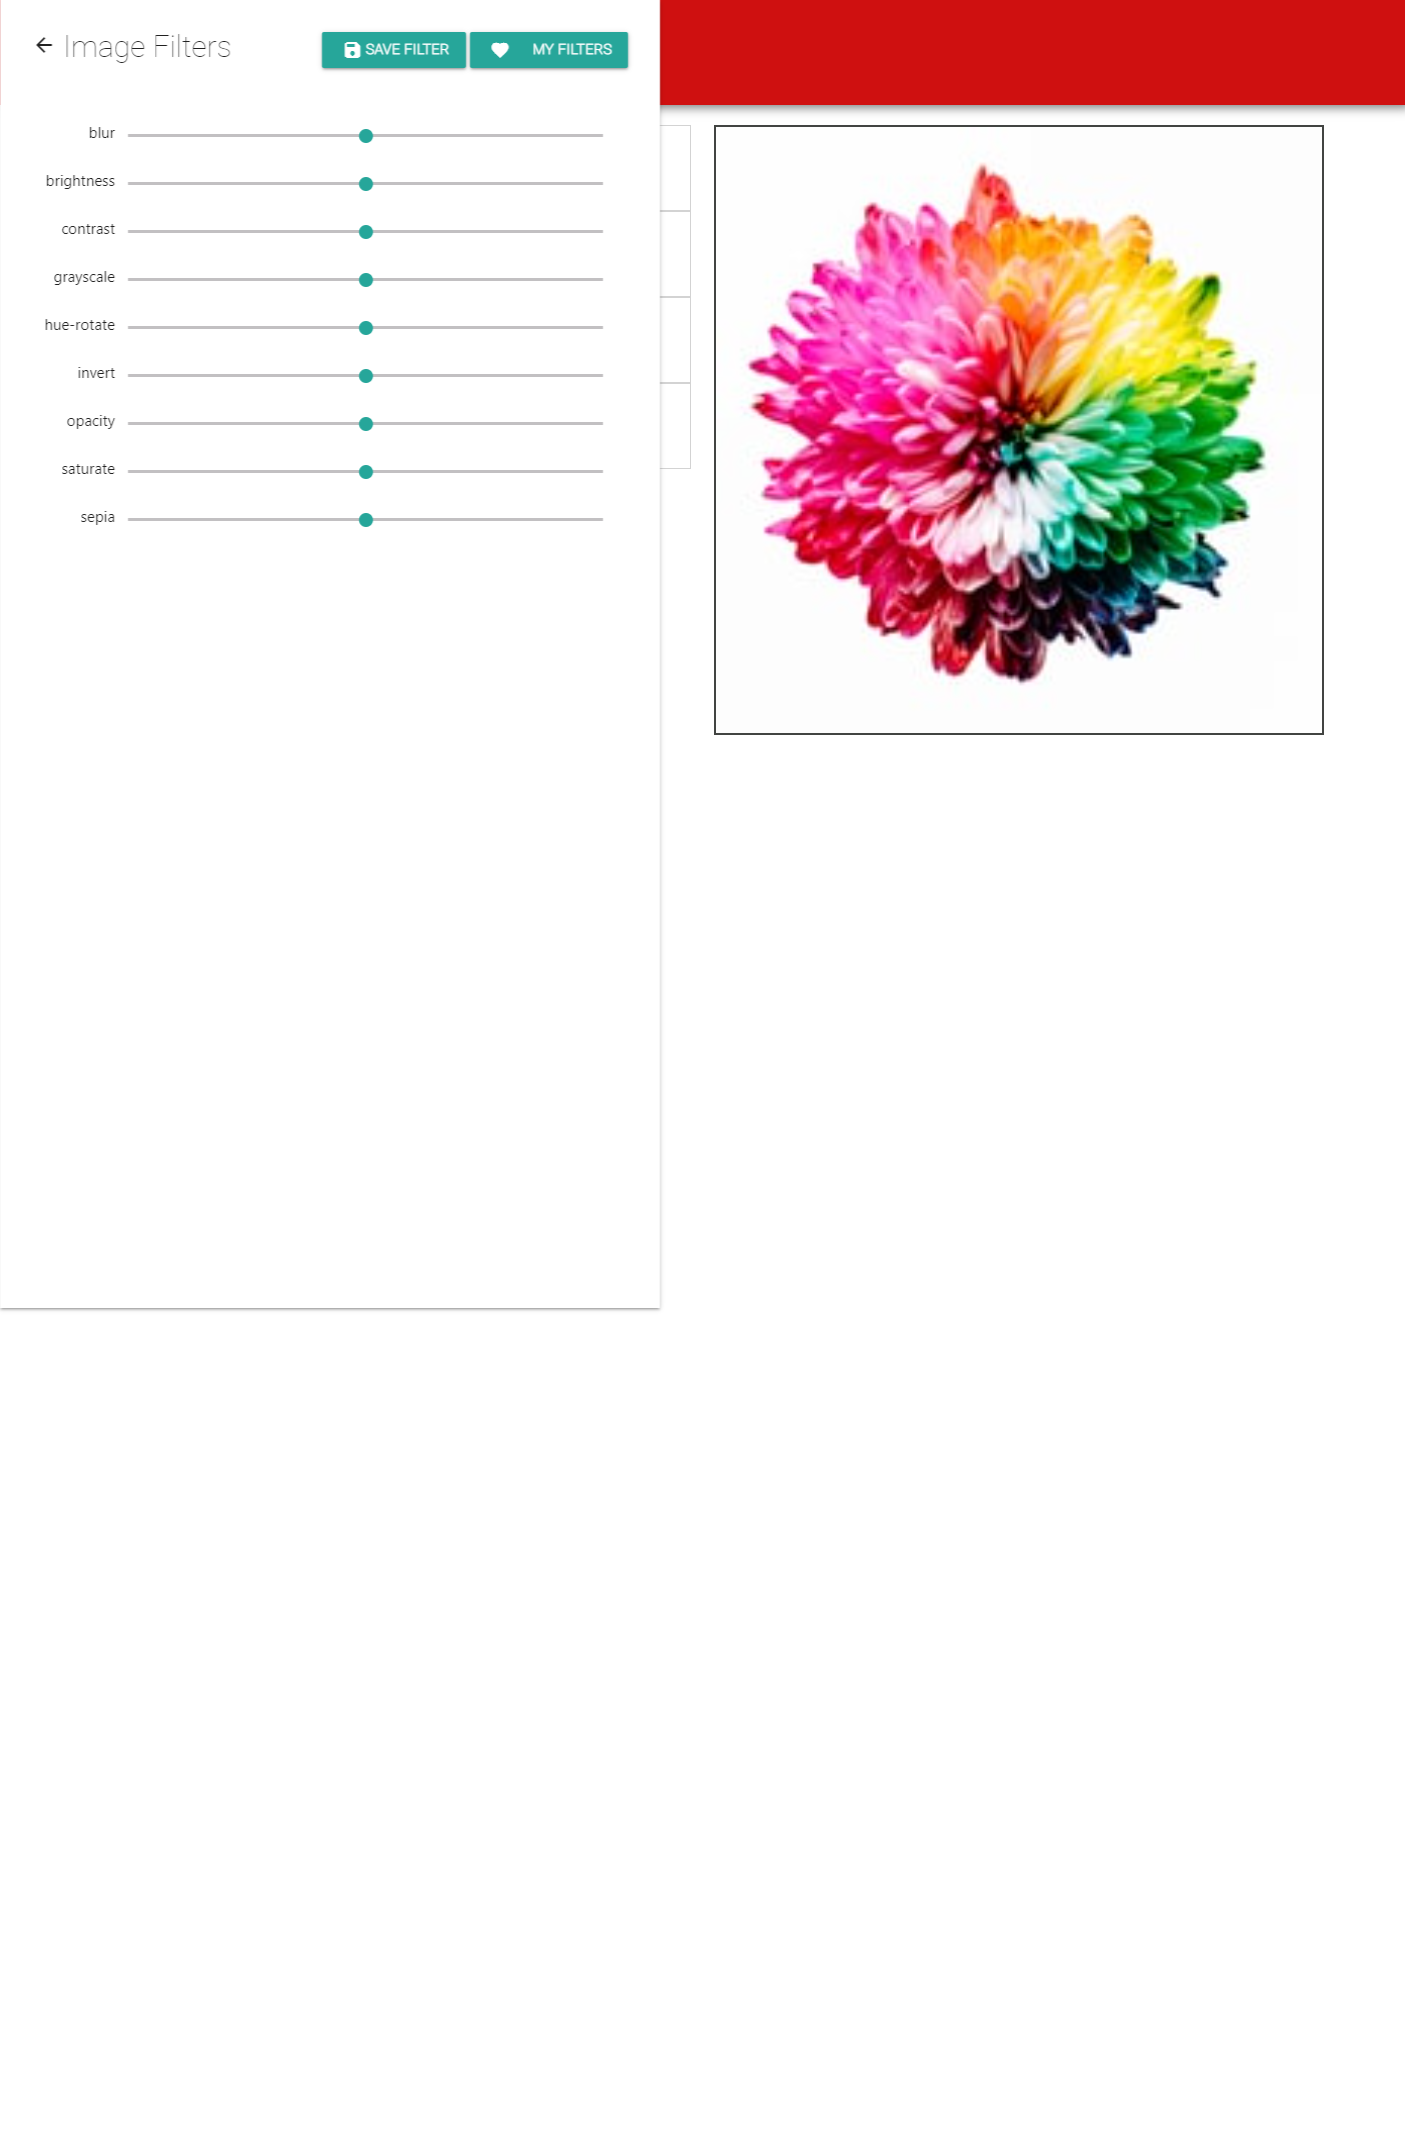 Image Filters
SAVE FILTER
MY FILTERS
blur
brightness
contrast
grayscale
hue-rotate
invert
opacity
saturate
sepia